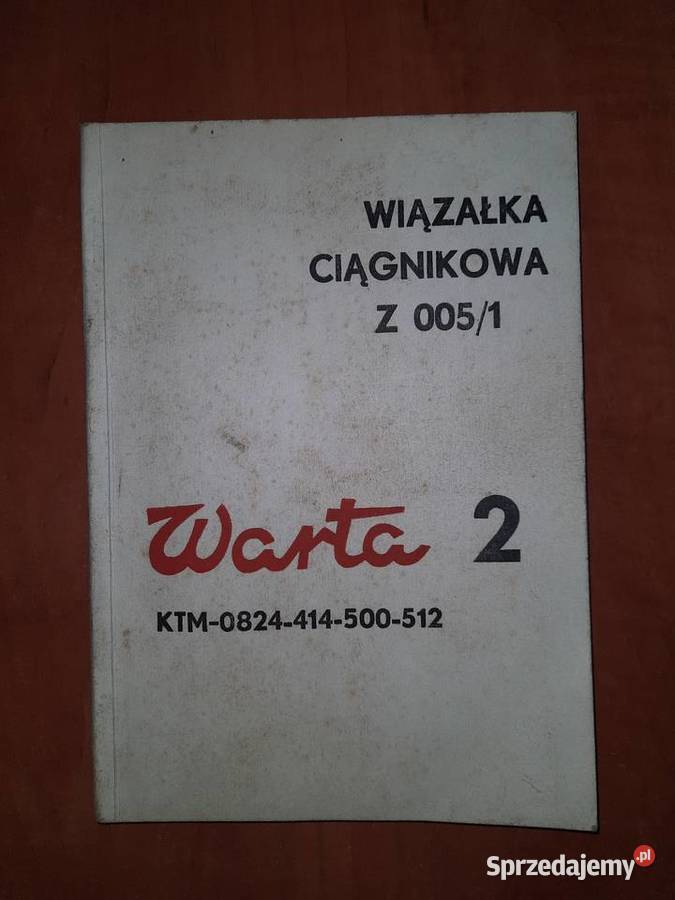 WIĄZAŁKA
CIĄGNIKOWA
Z 005/1
Warta 2
KTM-0824-414-500-512
Sprzedajemy.pl